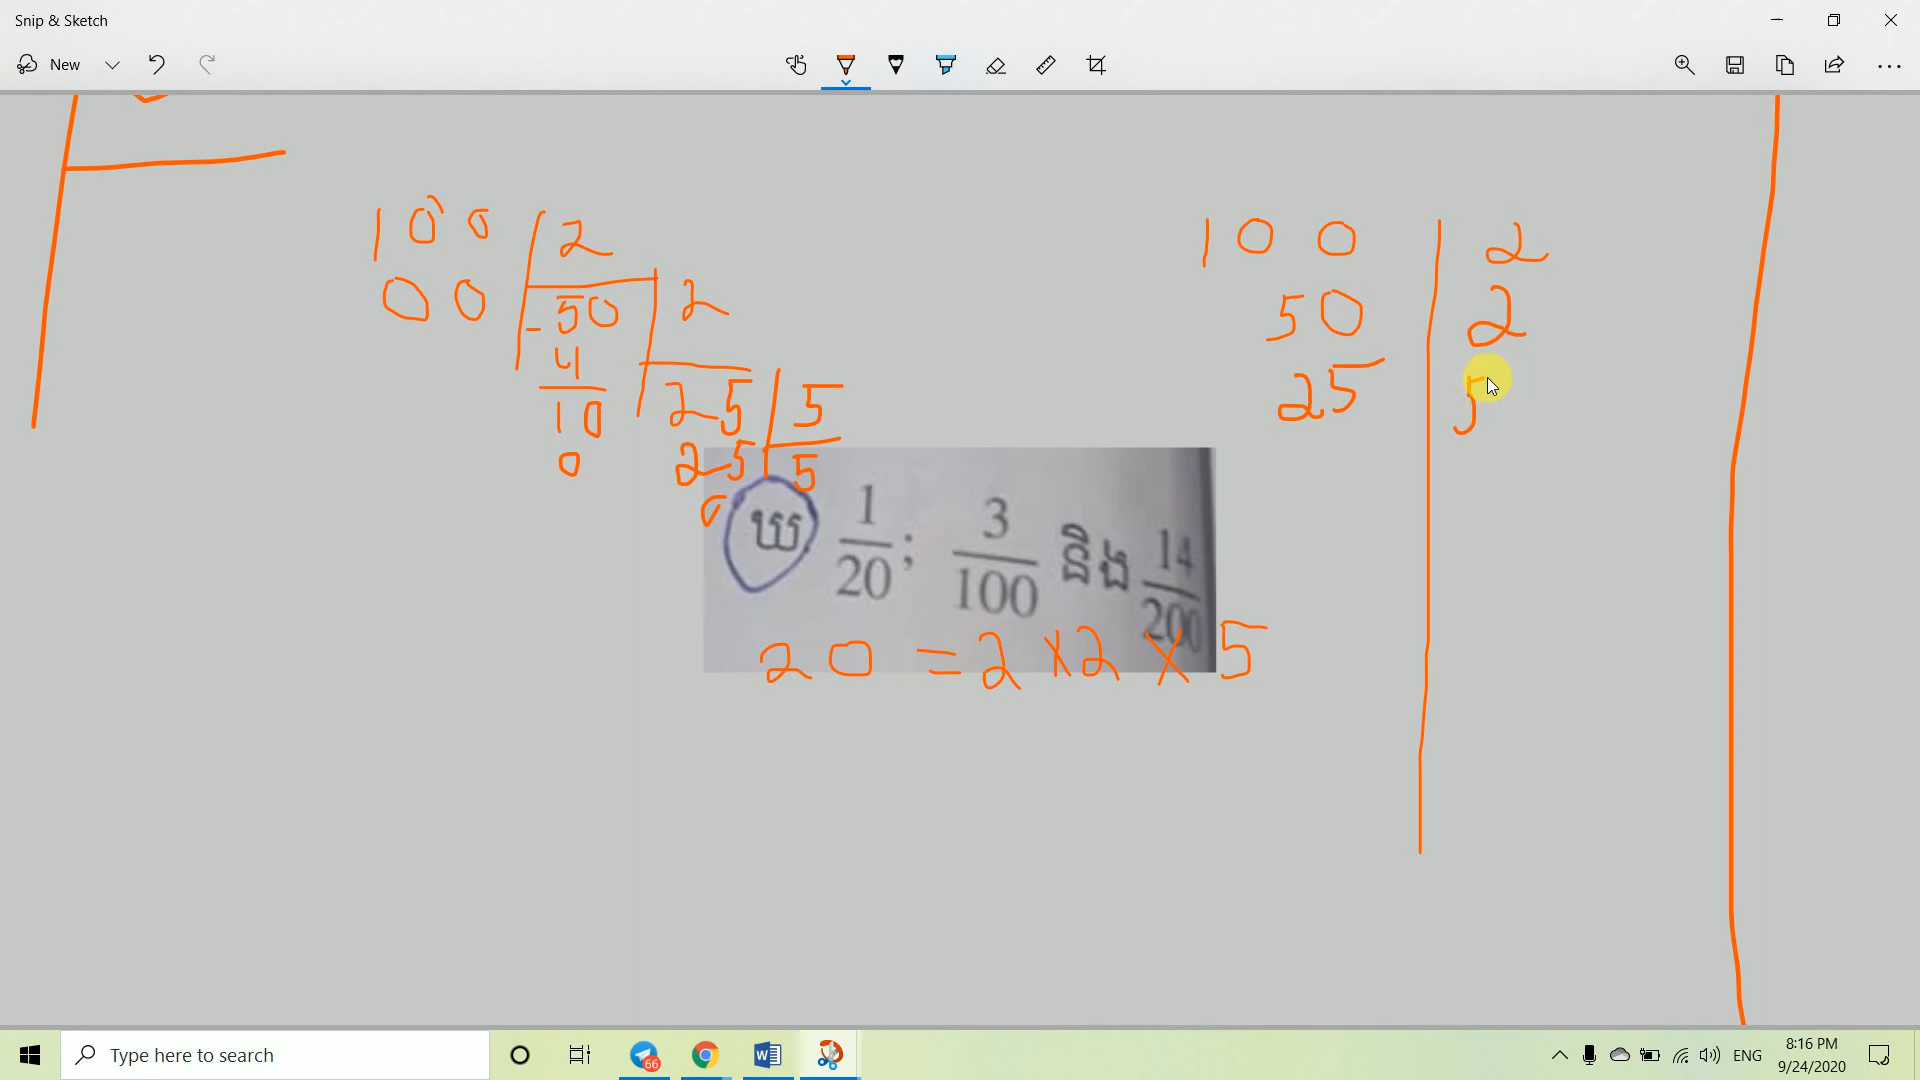 Snip & Sketch
New
100 2
00 -50 2
4
10 25 5
0 25 5
0
100 2
50 2
25 5
ឃ. 1/20 ; 3/100 និង 14/200
20 = 2 × 2 × 5
Type here to search
66
ENG
8:16 PM
9/24/2020